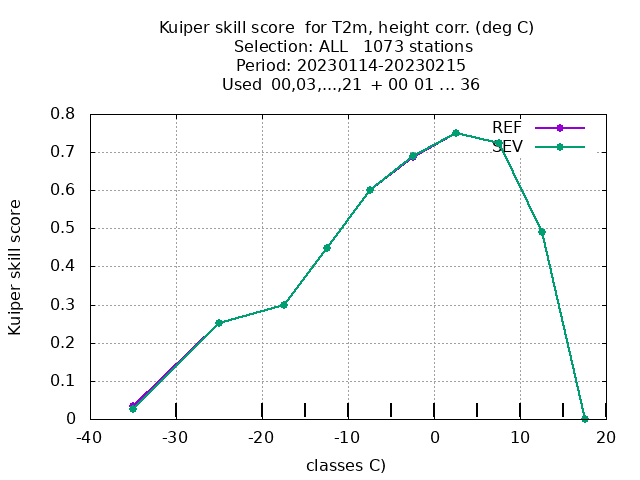 Kuiper skill score  for T2m, height corr. (deg C)
Selection: ALL   1073 stations
Period: 20230114-20230215
Used  00,03,...,21  + 00 01 ... 36
REF
SEV
Kuiper skill score
0.8
0.7
0.6
0.5
0.4
0.3
0.2
0.1
0
-40 -30 -20 -10 0 10 20
classes C)